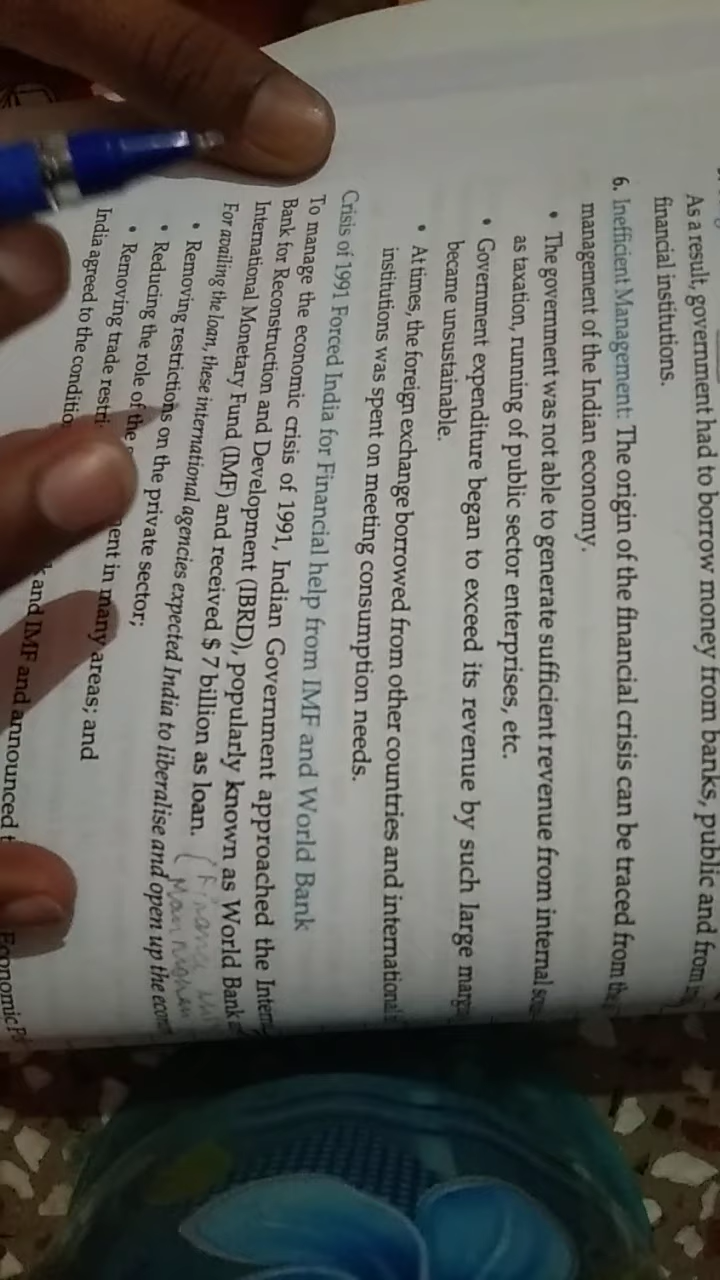 As a result, government had to borrow money from banks, public and from
financial institutions.
6. Inefficient Management: The origin of the financial crisis can be traced from the
management of the Indian economy.
• The government was not able to generate sufficient revenue from internal
as taxation, running of public sector enterprises, etc.
• Government expenditure began to exceed its revenue by such large
became unsustainable.
• At times, the foreign exchange borrowed from other countries and international
institutions was spent on meeting consumption needs.
Crisis of 1991 Forced India for Financial help from IMF and World Bank
To manage the economic crisis of 1991, Indian Government approached the
Bank for Reconstruction and Development (IBRD), popularly known as World Bank
International Monetary Fund (IMF) and received $ 7 billion as loan.
For availing the loan, these international agencies expected India to liberalise and open up the
• Removing restrictions on the private sector;
• Reducing the role of the ent in many areas; and
• Removing trade
India agreed to the and IMF and announced
Economic